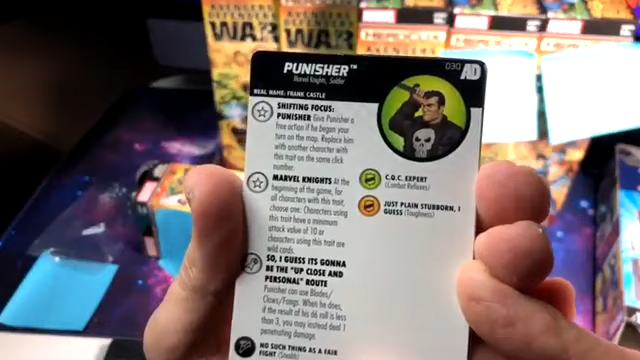 AVENGERS
DEFENDERS
WAR
AVENGERS
DEFENDERS
WAR
PUNISHER™
030 AD
Marvel Knights, Soldier
REAL NAME: FRANK CASTLE
SHIFTING FOCUS:
PUNISHER Give Punisher a
free action if he began your
turn on the map. Replace him
with another character with
this trait on the same click
number.
MARVEL KNIGHTS At the
beginning of the game, for
all characters with this trait,
choose one: Characters using
this trait have a minimum
attack value of 10 or
characters using this trait are
wild cards.
SO, I GUESS ITS GONNA
BE THE "UP CLOSE AND
PERSONAL" ROUTE
Punisher can use Blades/
Claws/Fangs. When he does,
if the result of his d6 roll is less
than 3, you may instead deal 1
penetrating damage.
NO SUCH THING AS A FAIR
FIGHT (Stealth)
C.Q.C. EXPERT
(Combat Reflexes)
JUST PLAIN STUBBORN, I
GUESS (Toughness)